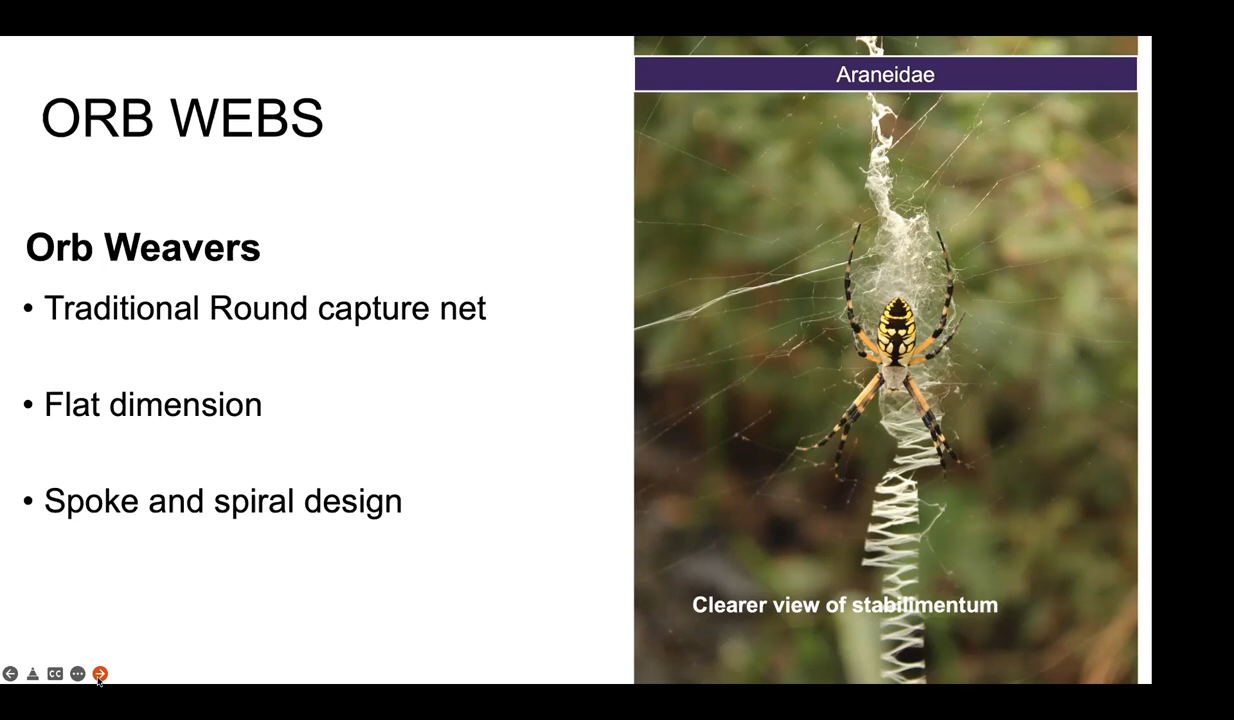 ORB WEBS
Orb Weavers
• Traditional Round capture net
• Flat dimension
• Spoke and spiral design
Araneidae
Clearer view of stabilimentum
CC